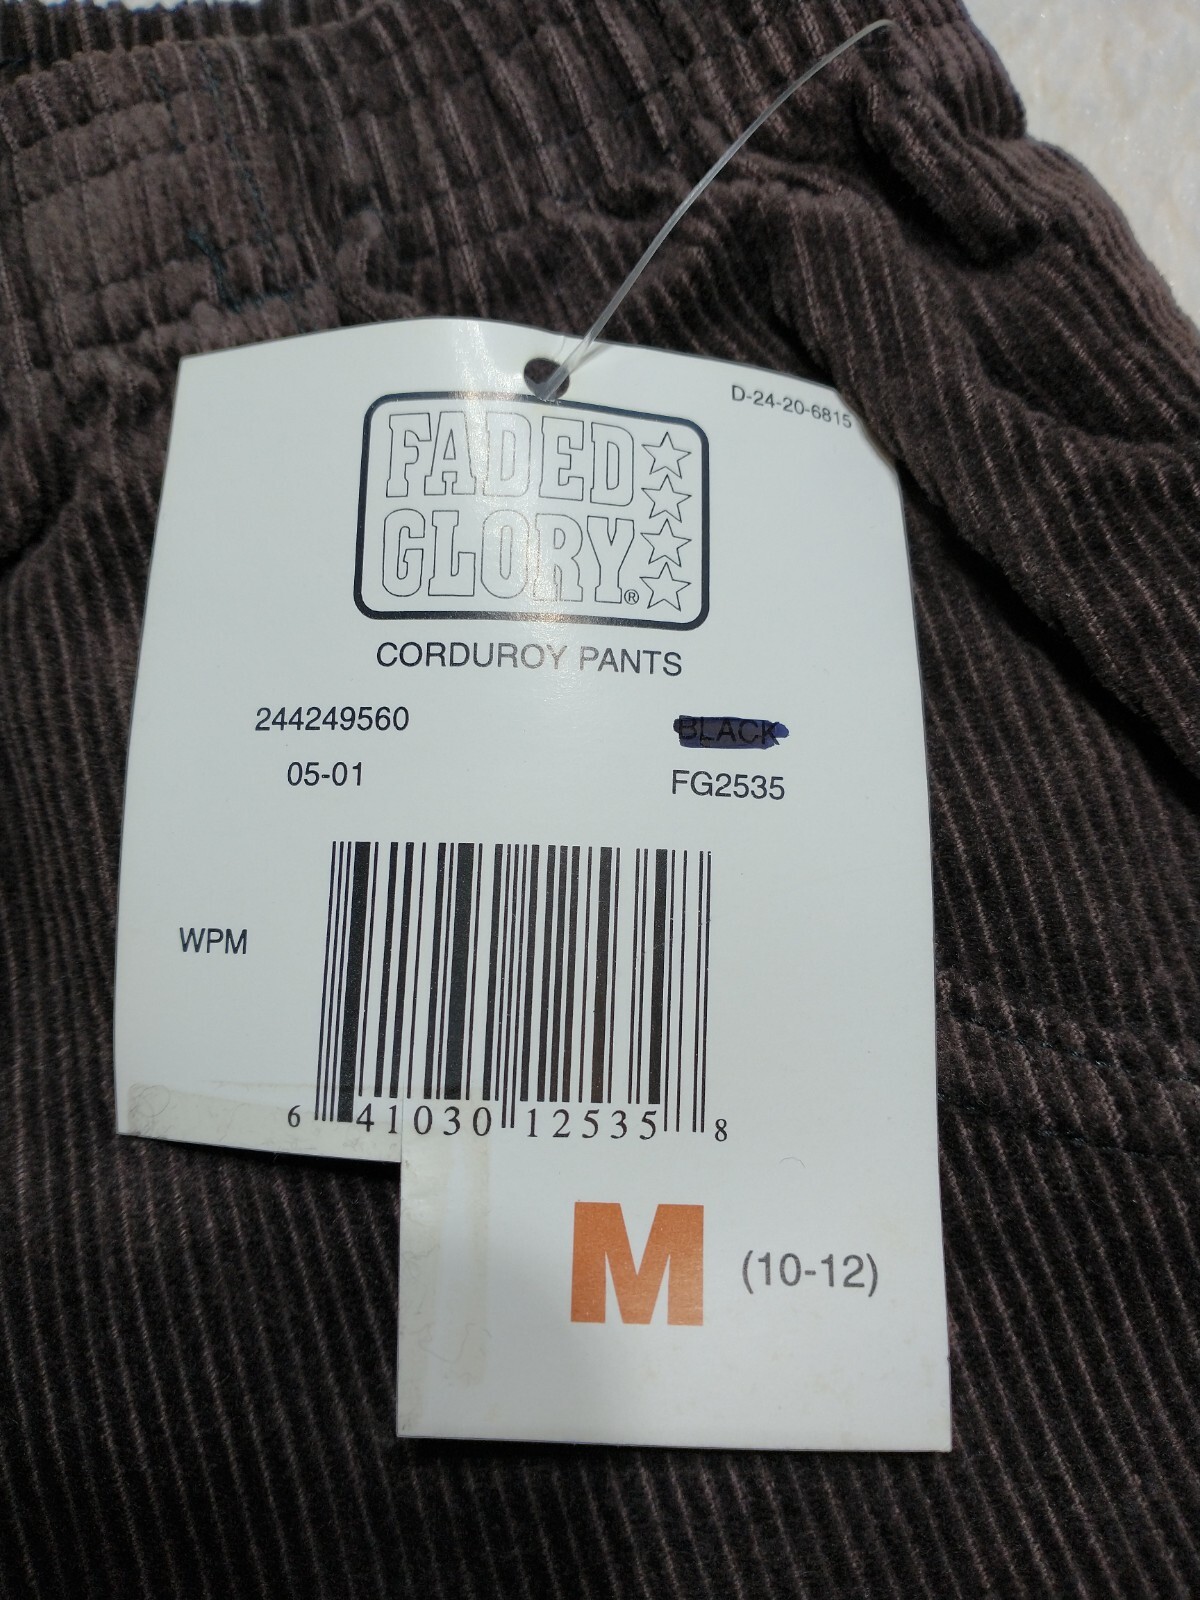 D-24-20-6815
FADED
GLORY®
CORDUROY PANTS
244249560
BLACK
05-01
FG2535
WPM
6 41030 12535 8
M (10-12)